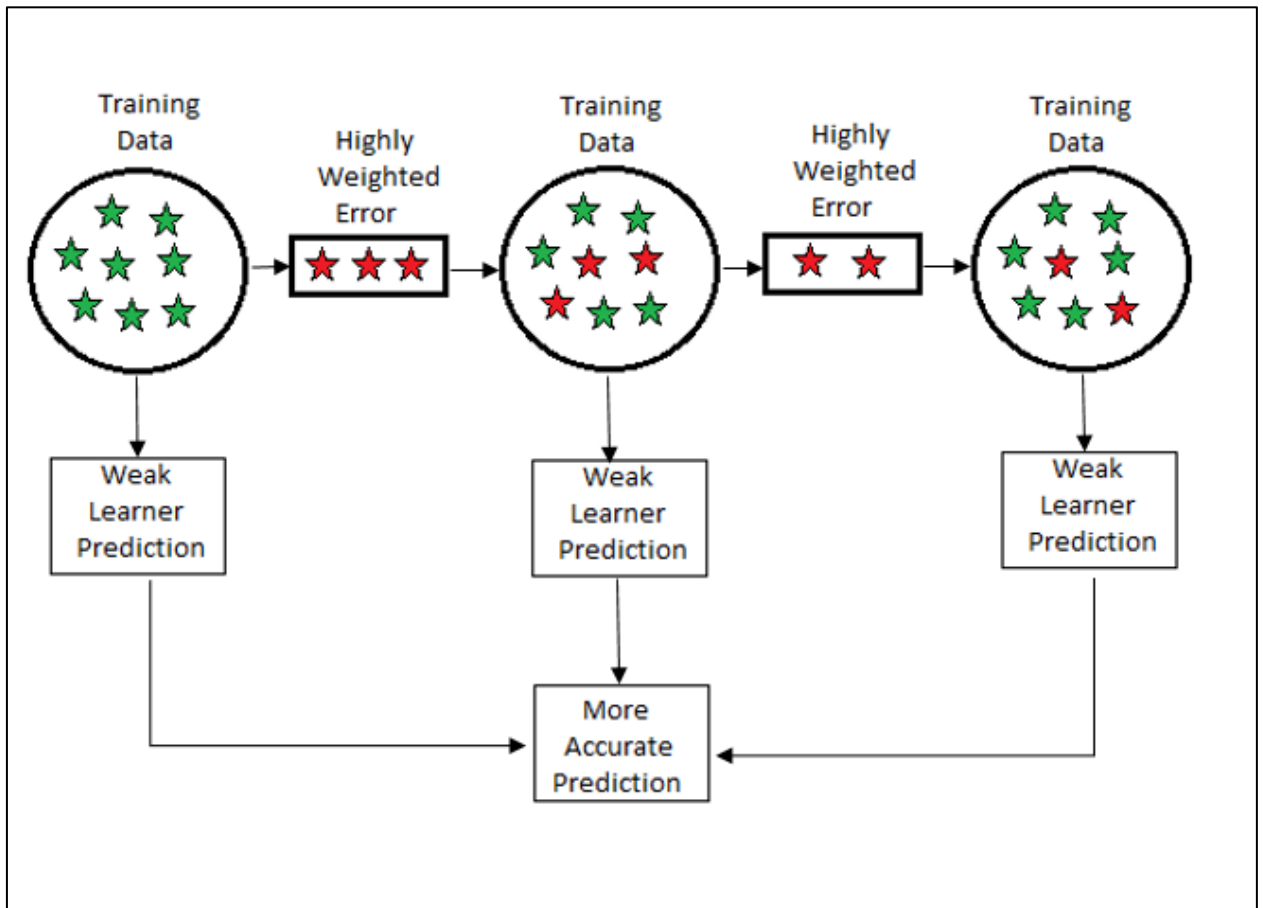 Training
Data
Highly
Weighted
Error
Training
Data
Highly
Weighted
Error
Training
Data
Weak
Learner
Prediction
Weak
Learner
Prediction
Weak
Learner
Prediction
More
Accurate
Prediction